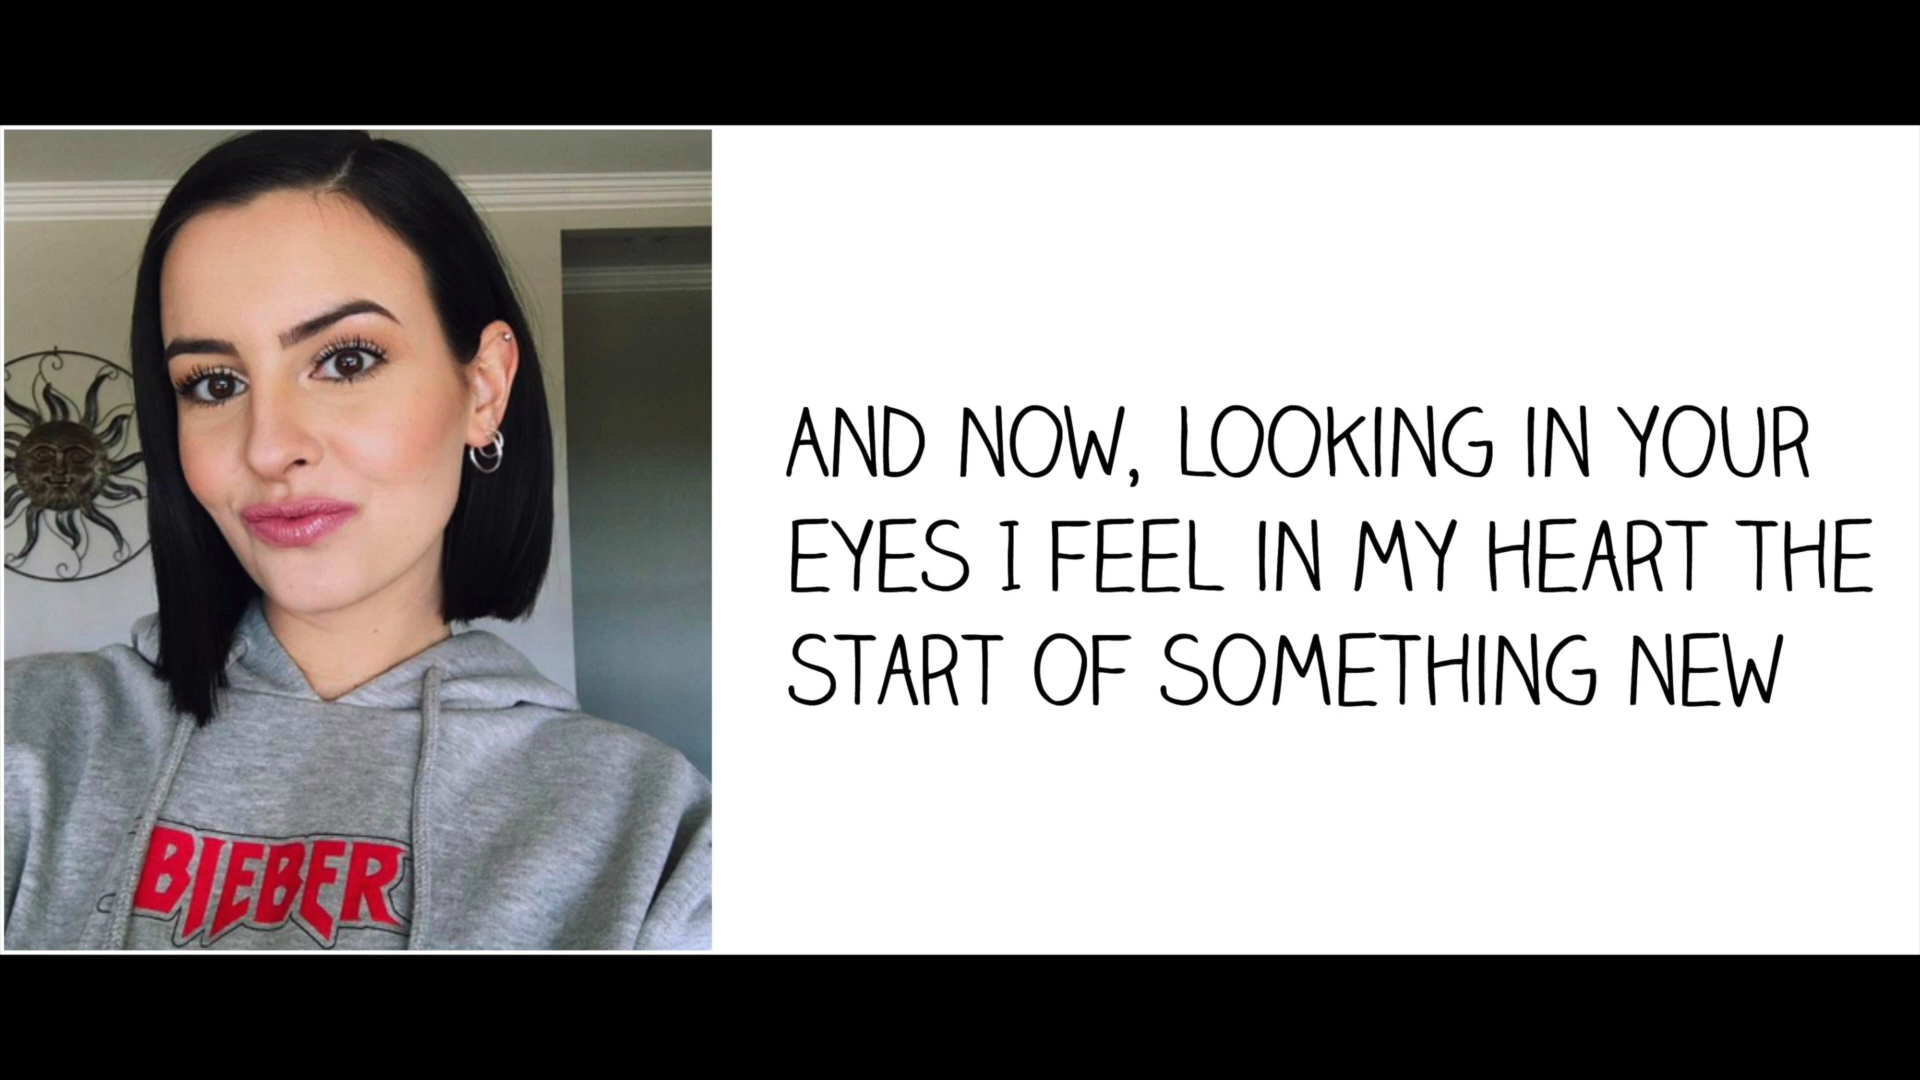 AND NOW, LOOKING IN YOUR
EYES I FEEL IN MY HEART THE
START OF SOMETHING NEW
BIEBER